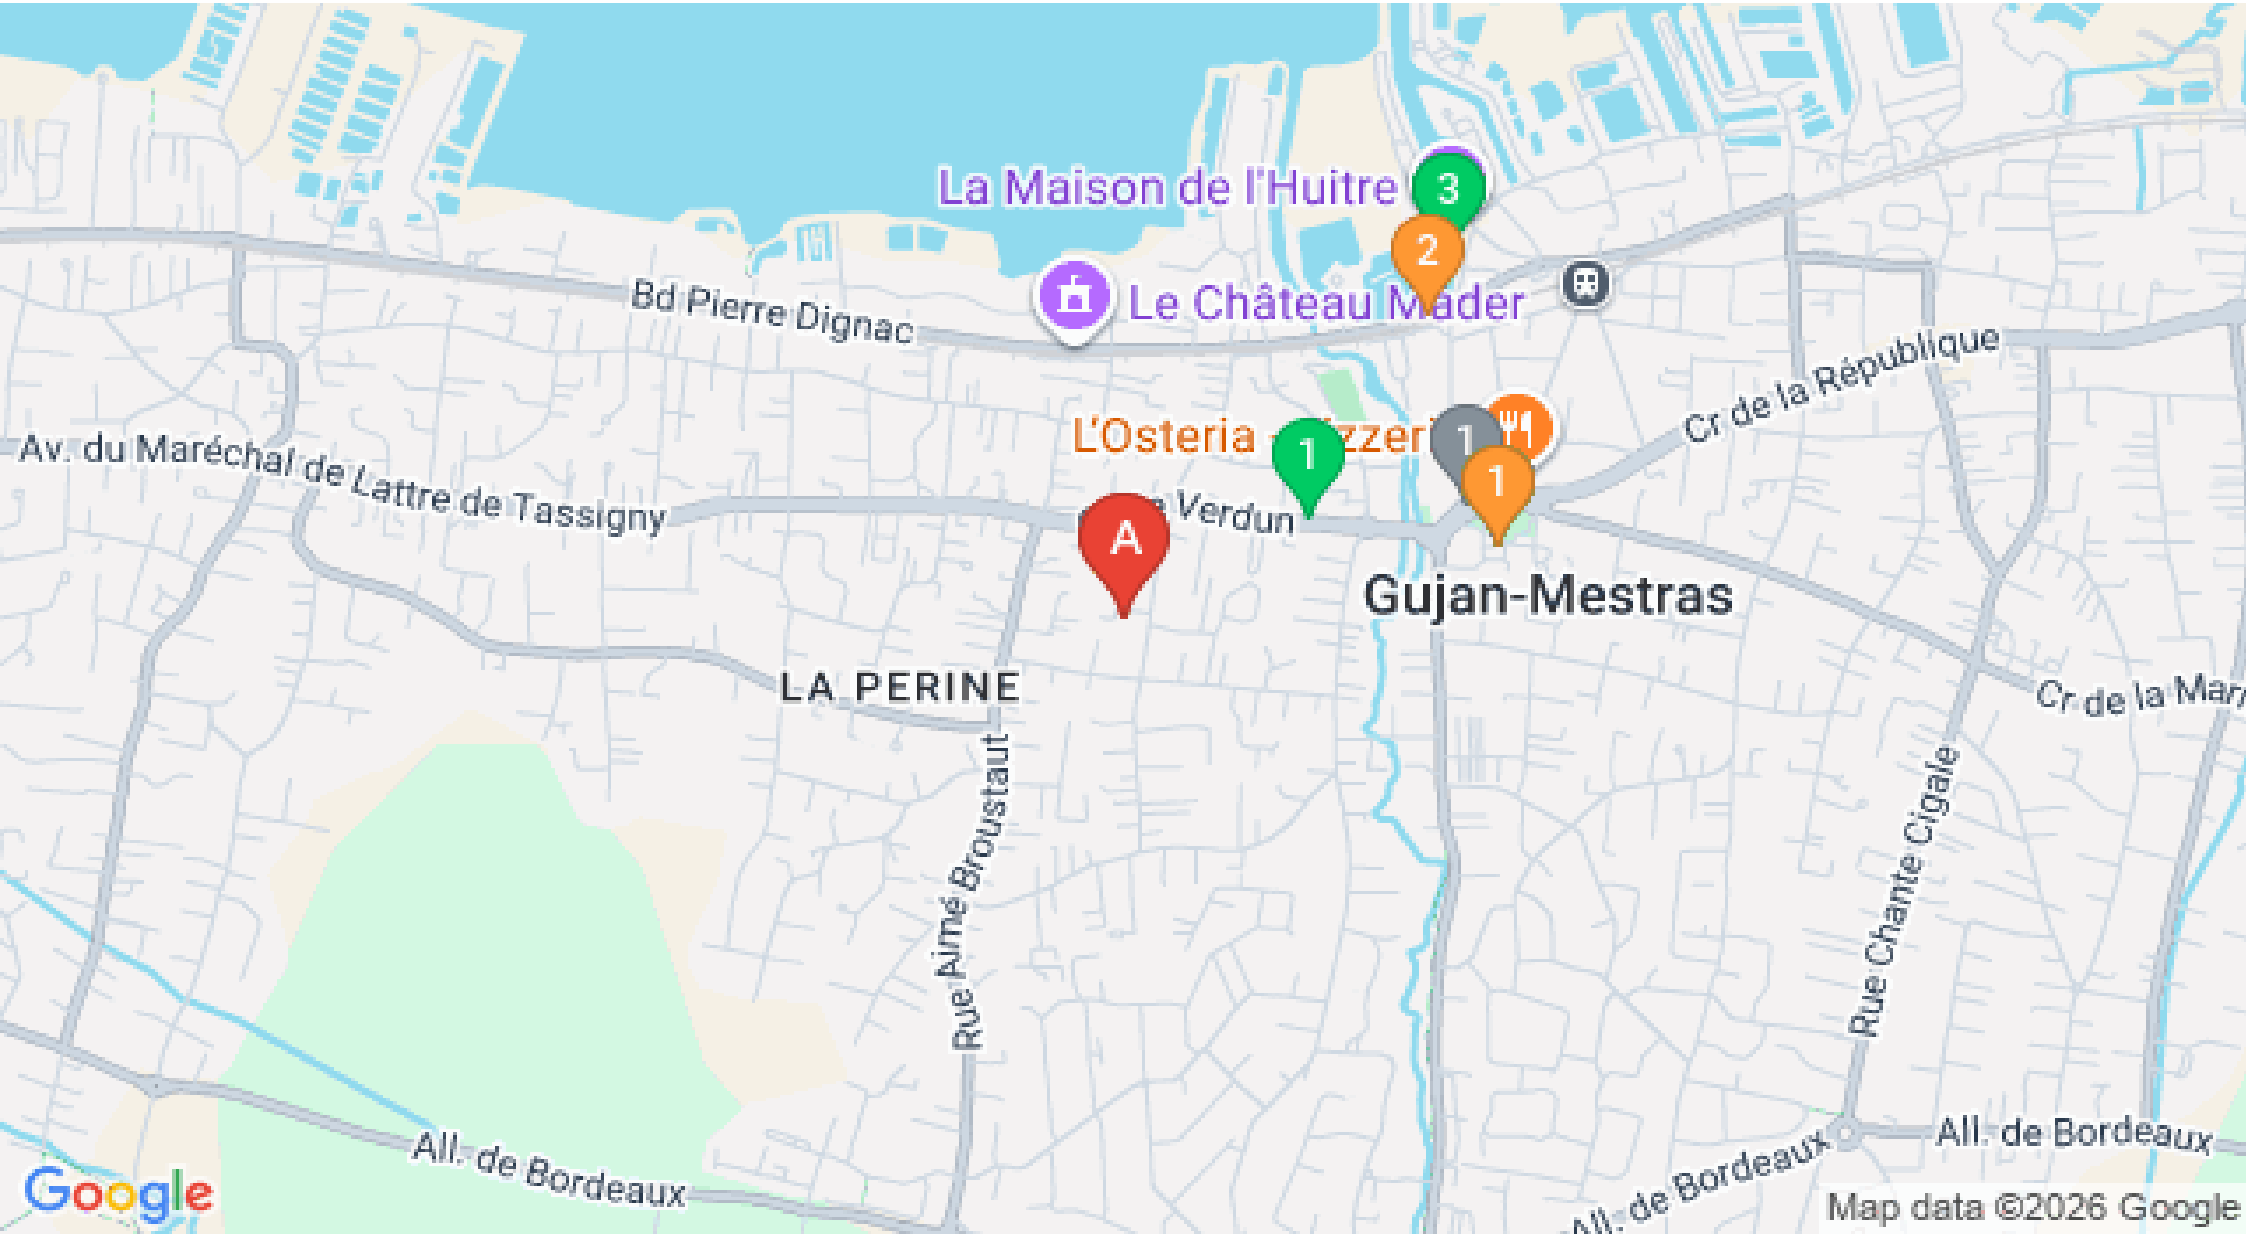 La Maison de l'Huitre
3
2
Bd Pierre Dignac
Le Château Mader
Cr de la République
L'Osteria
1
1
1
Av. du Maréchal de Lattre de Tassigny
Verdun
A
Gujan-Mestras
LA PERINE
Cr de la
Rue Aimé Broustaut
Rue Chante Cigale
All. de Bordeaux
All. de Bordeaux
All. de Bordeaux
Google
Map data ©2026 Google